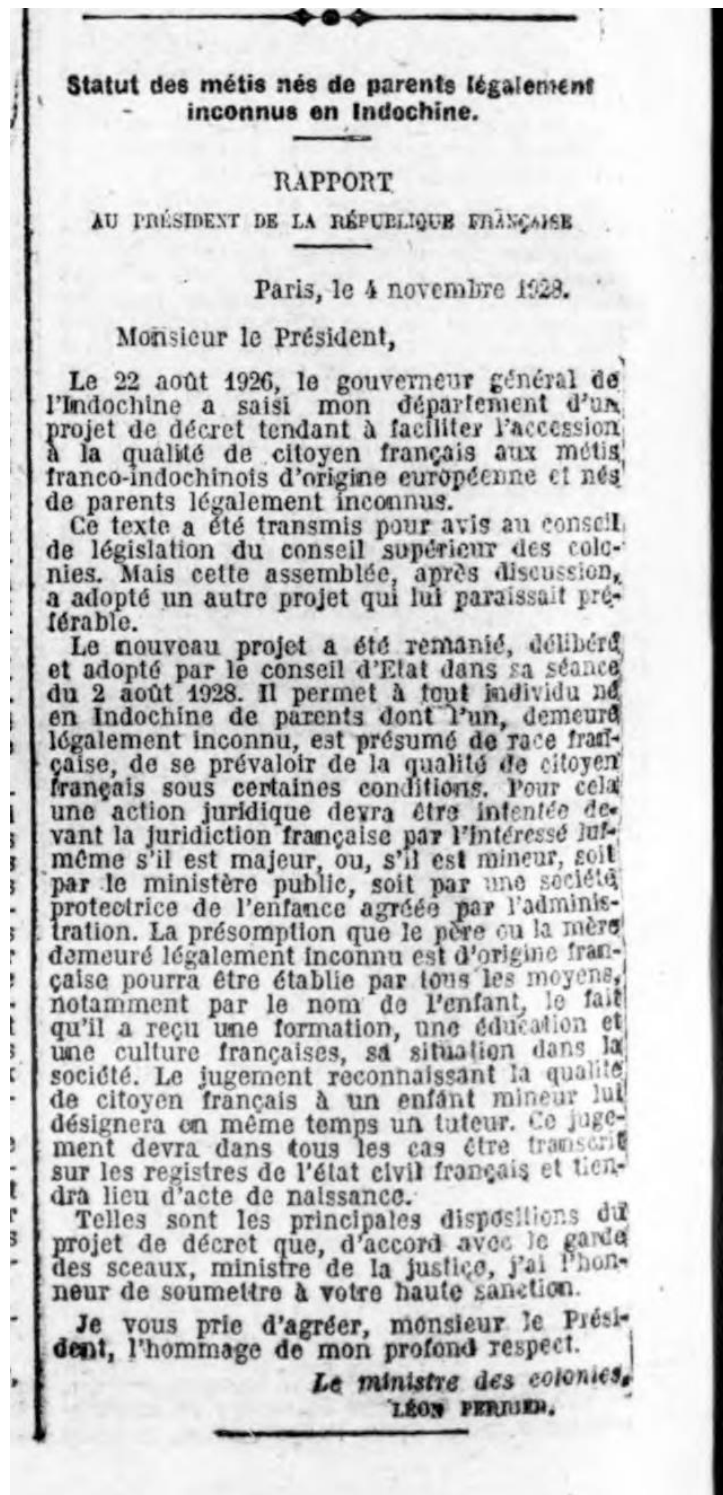 Statut des métis nés de parents légalement
inconnus en Indochine.
RAPPORT
AU PRÉSIDENT DE LA RÉPUBLIQUE FRANÇAISE
Paris, le 4 novembre 1928.
Monsieur le Président,
Le 22 août 1926, le gouverneur général de
l'Indochine a saisi mon département d'un
projet de décret tendant à faciliter l'accession
à la qualité de citoyen français aux métis
franco-indochinois d'origine européenne et nés
de parents légalement inconnus.
Ce texte a été transmis pour avis au conseil
de législation du conseil supérieur des colo-
nies. Mais cette assemblée, après discussion,
a adopté un autre projet qui lui paraissait pré-
férable.
Le nouveau projet a été remanié, délibéré
et adopté par le conseil d'Etat dans sa séance
du 2 août 1928. Il permet à tout individu né
en Indochine de parents dont l'un, demeuré
légalement inconnu, est présumé de race fran-
çaise, de se prévaloir de la qualité de citoyen
français sous certaines conditions. Pour cela
une action juridique devra être intentée de-
vant la juridiction française par l'intéressé lui-
même s'il est majeur, ou, s'il est mineur, soit
par le ministère public, soit par une société
protectrice de l'enfance agréée par l'adminis-
tration. La présomption que le père ou la mère
demeuré légalement inconnu est d'origine fran-
çaise pourra être établie par tous les moyens,
notamment par le nom de l'enfant, le fait
qu'il a reçu une formation, une éducation et
une culture françaises, sa situation dans la
société. Le jugement reconnaissant la qualité
de citoyen français à un enfant mineur lui
désignera en même temps un tuteur. Ce juge-
ment devra dans tous les cas être transcrit
sur les registres de l'état civil français et tien-
dra lieu d'acte de naissance.
Telles sont les principales dispositions du
projet de décret que, d'accord avec le garde
des sceaux, ministre de la justice, j'ai l'hon-
neur de soumettre à votre haute sanction.
Je vous prie d'agréer, monsieur le Prési-
dent, l'hommage de mon profond respect.
Le ministre des colonies,
LÉON PERRIER.